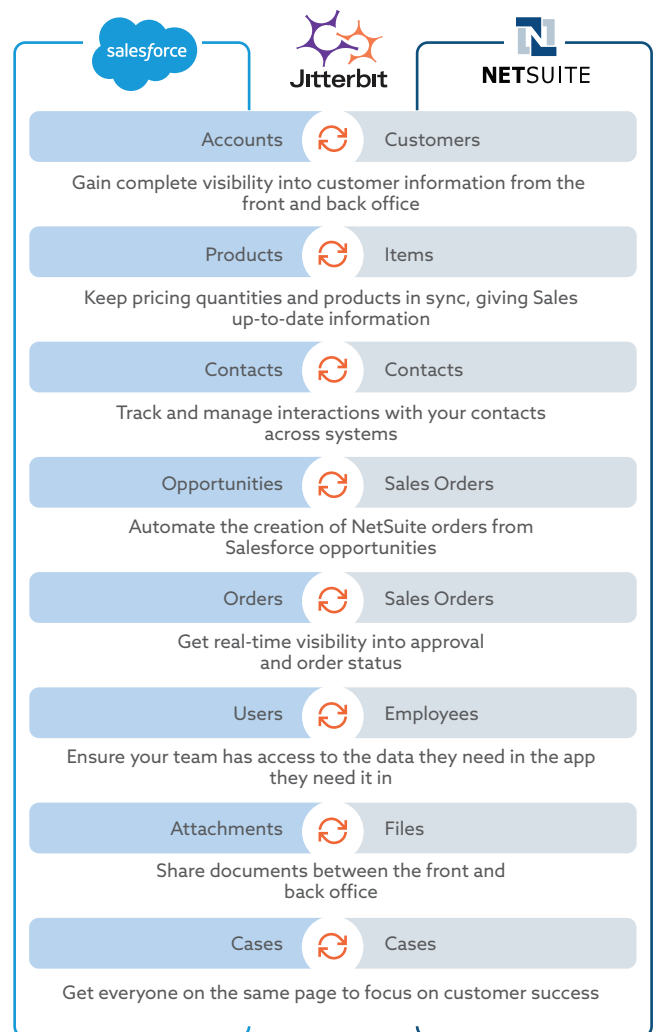 salesforce
Jitterbit
NETSUITE
Accounts Customers
Gain complete visibility into customer information from the
front and back office
Products Items
Keep pricing quantities and products in sync, giving Sales
up-to-date information
Contacts Contacts
Track and manage interactions with your contacts
across systems
Opportunities Sales Orders
Automate the creation of NetSuite orders from
Salesforce opportunities
Orders Sales Orders
Get real-time visibility into approval
and order status
Users Employees
Ensure your team has access to the data they need in the app
they need it in
Attachments Files
Share documents between the front and
back office
Cases Cases
Get everyone on the same page to focus on customer success